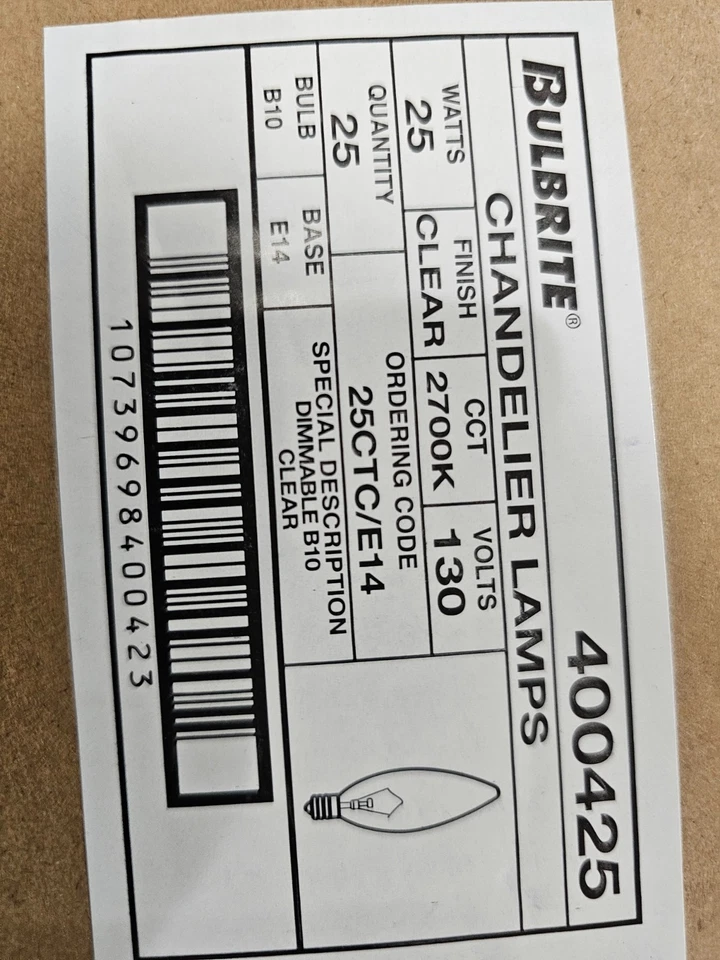 BULBRITE® 400425
CHANDELIER LAMPS
WATTS FINISH CCT VOLTS
25 CLEAR 2700K 130
QUANTITY ORDERING CODE
25 25CTC/E14
BULB BASE SPECIAL DESCRIPTION
B10 E14 DIMMABLE B10
CLEAR
10739698400423